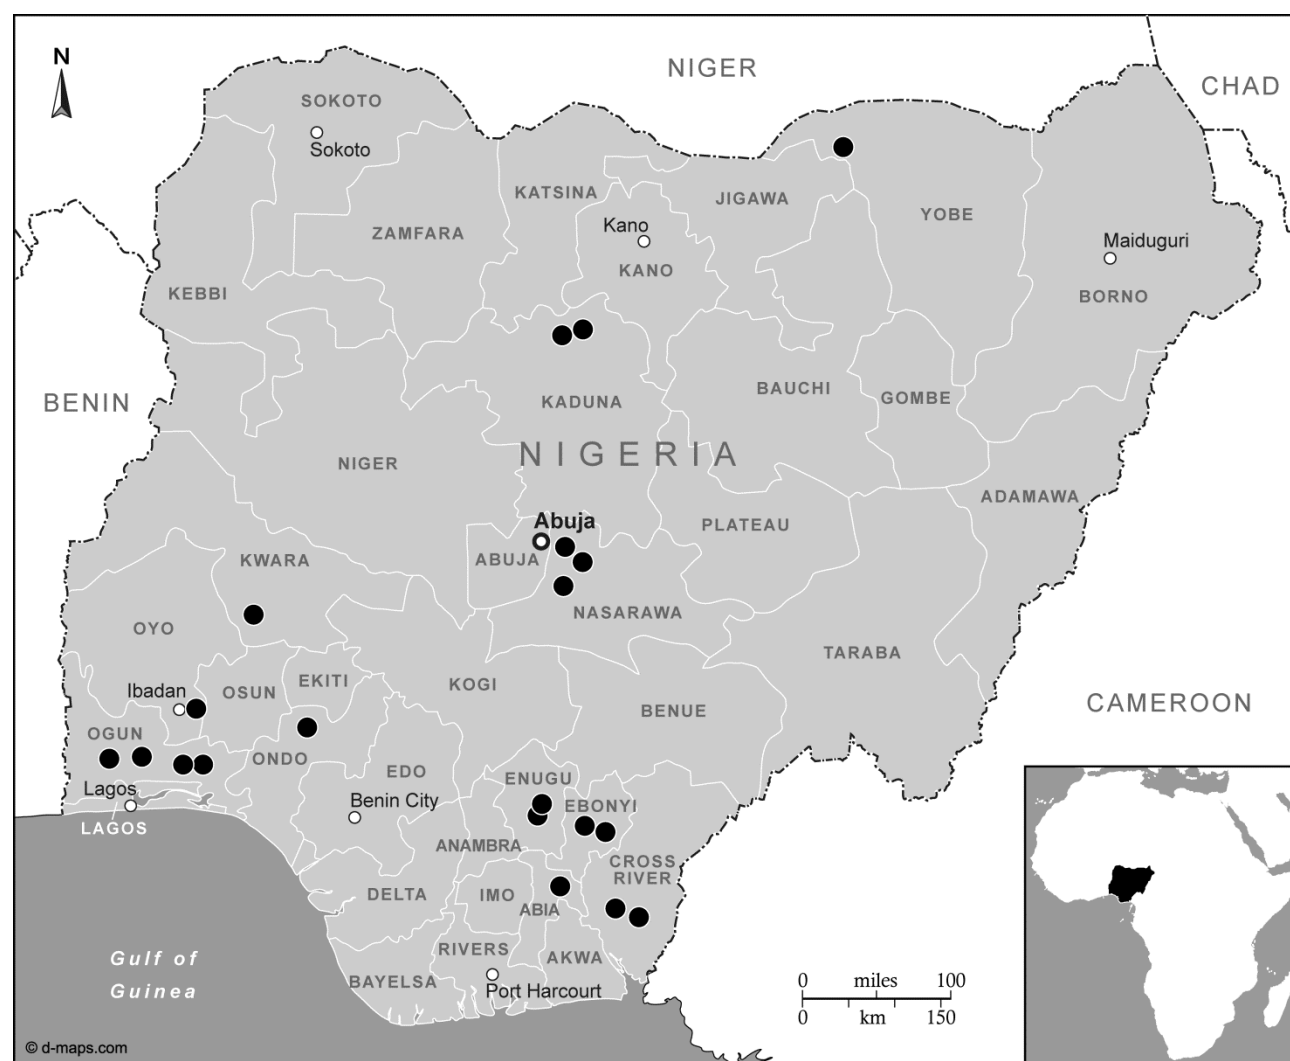 N
NIGER
CHAD
SOKOTO
Sokoto
KATSINA
JIGAWA
YOBE
ZAMFARA
Kano
KANO
Maiduguri
BORNO
KEBBI
BENIN
KADUNA
BAUCHI
GOMBE
NIGERIA
NIGER
ADAMAWA
Abuja
PLATEAU
KWARA
ABUJA
NASARAWA
OYO
TARABA
Ibadan
OSUN
EKITI
KOGI
BENUE
CAMEROON
OGUN
ONDO
EDO
ENUGU
Lagos
Benin City
EBONYI
LAGOS
ANAMBRA
CROSS
RIVER
DELTA
IMO
ABIA
RIVERS
AKWA
Gulf of
Guinea
BAYELSA
Port Harcourt
0 miles 100
0 km 150
© d-maps.com